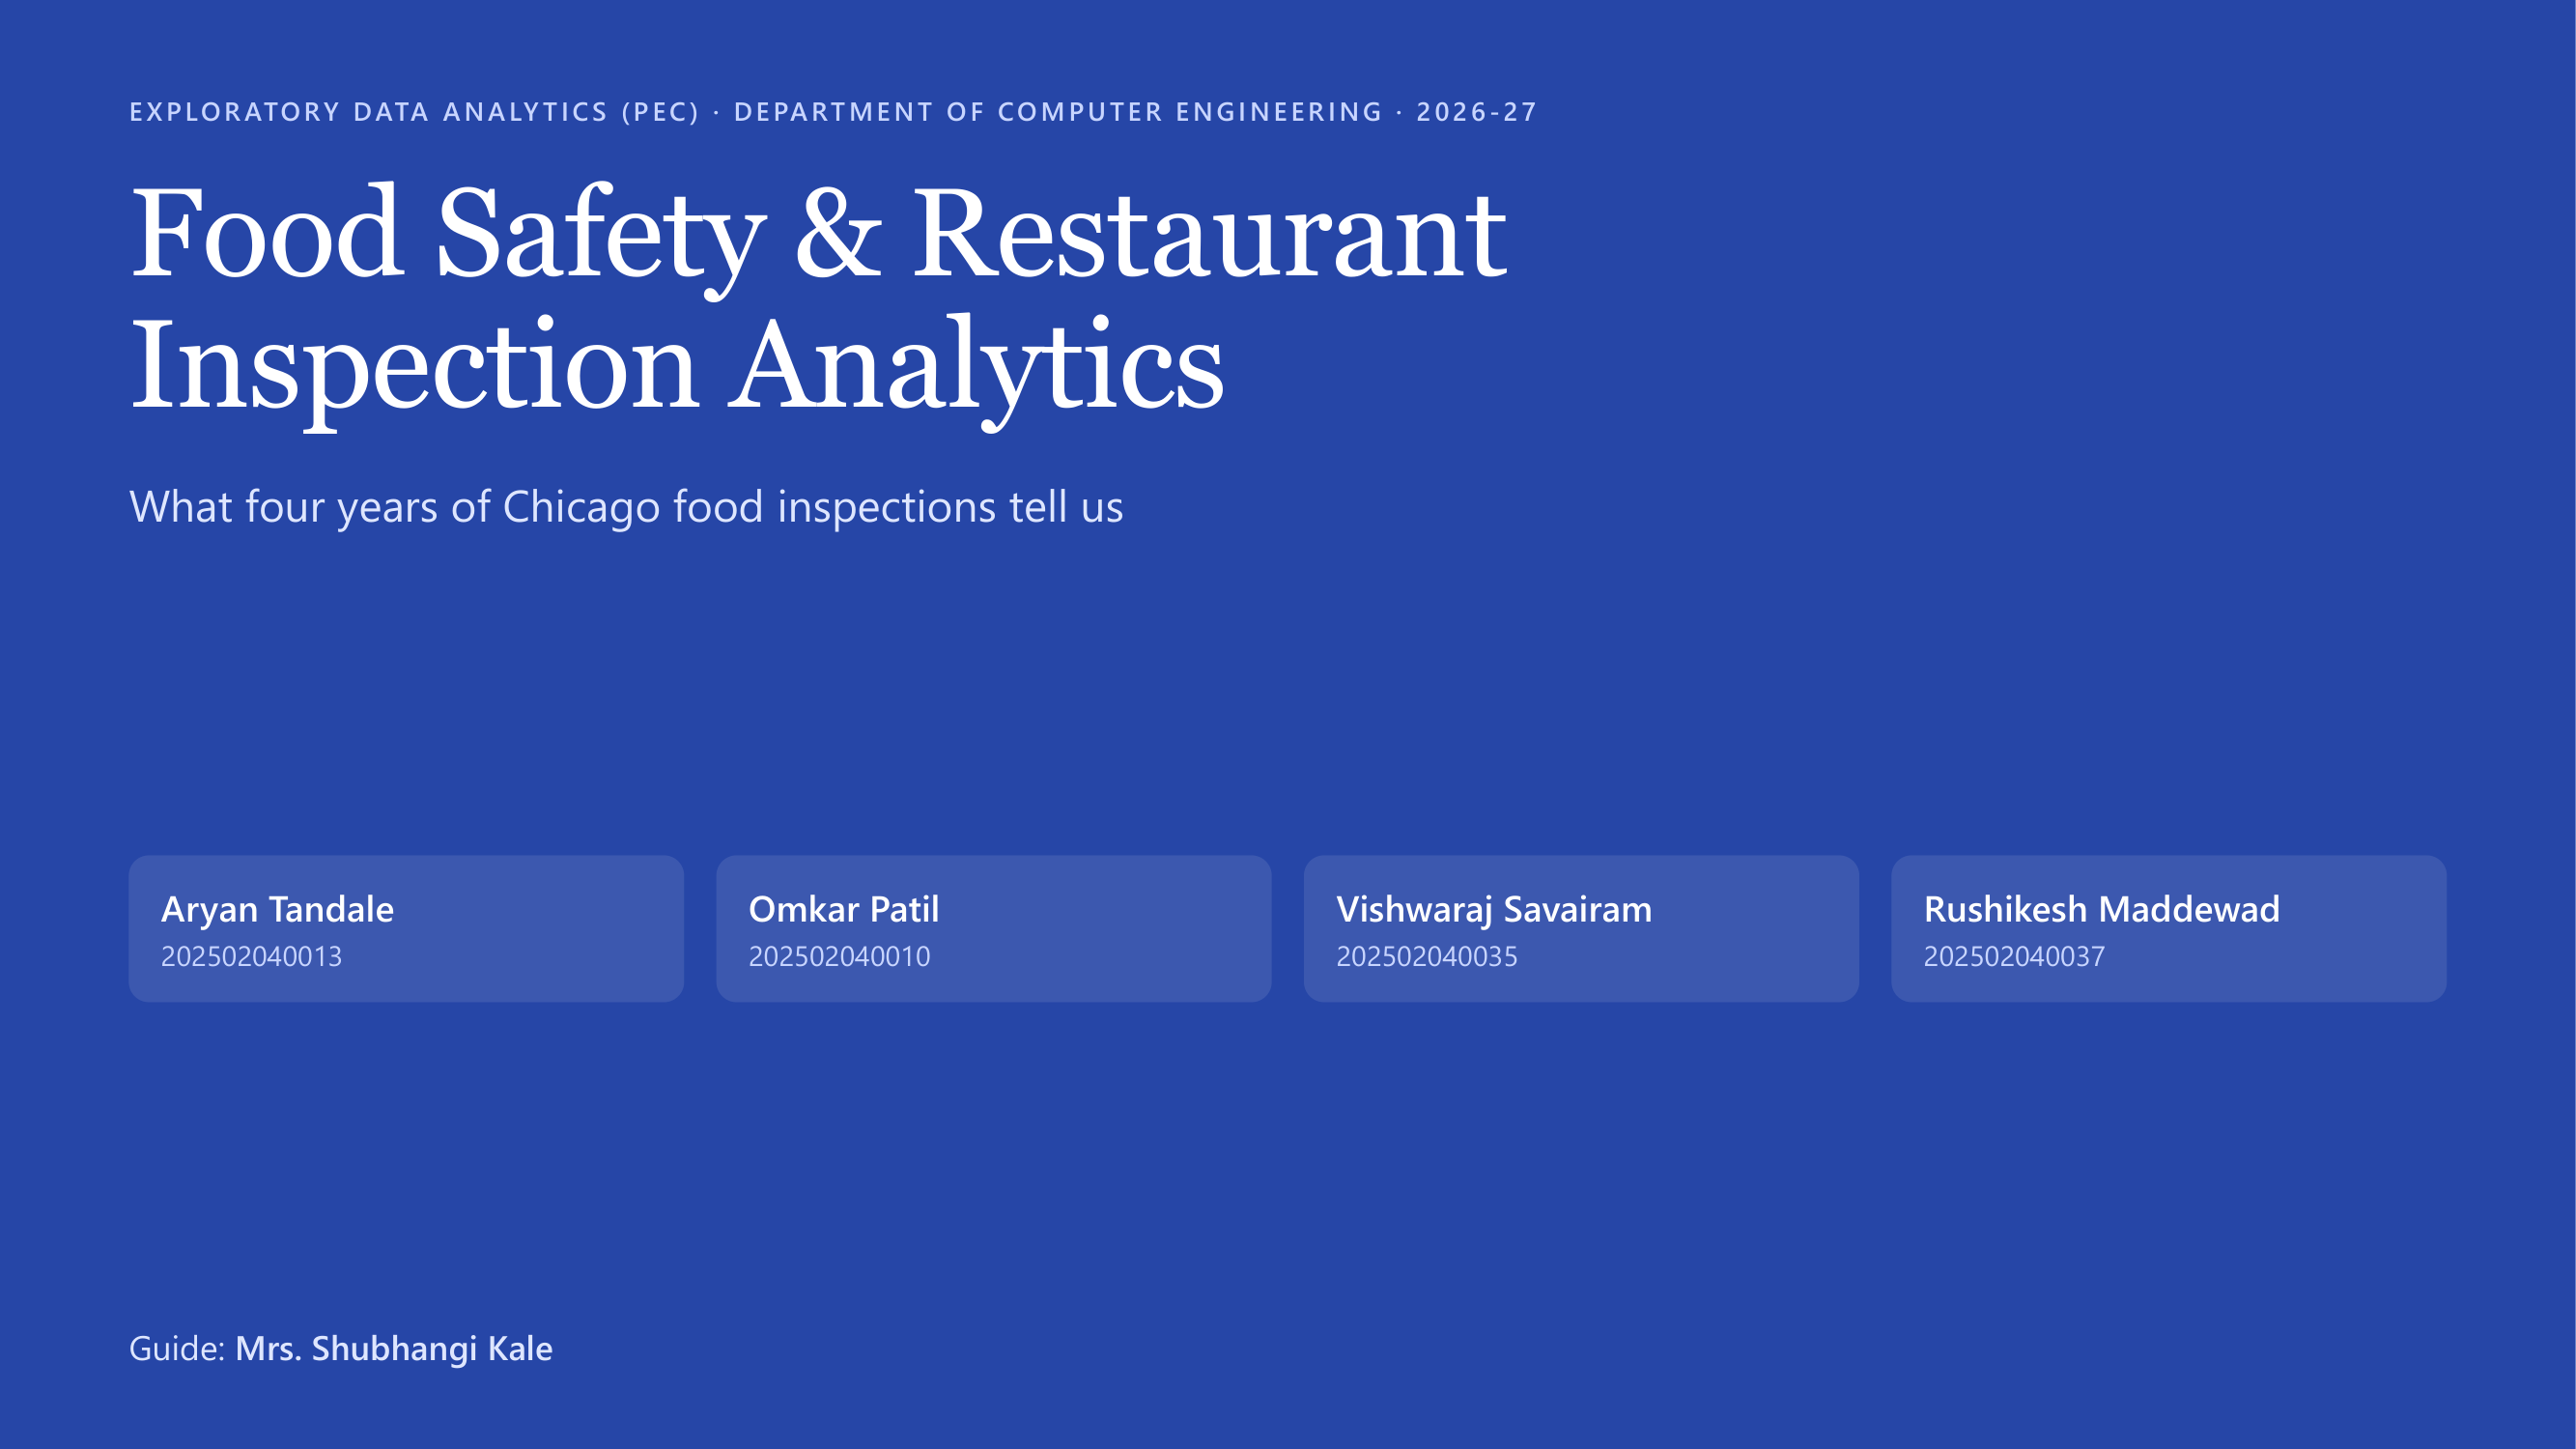 EXPLORATORY DATA ANALYTICS (PEC) · DEPARTMENT OF COMPUTER ENGINEERING · 2026-27
Food Safety & Restaurant
Inspection Analytics
What four years of Chicago food inspections tell us
Aryan Tandale
202502040013
Omkar Patil
202502040010
Vishwaraj Savairam
202502040035
Rushikesh Maddewad
202502040037
Guide: Mrs. Shubhangi Kale